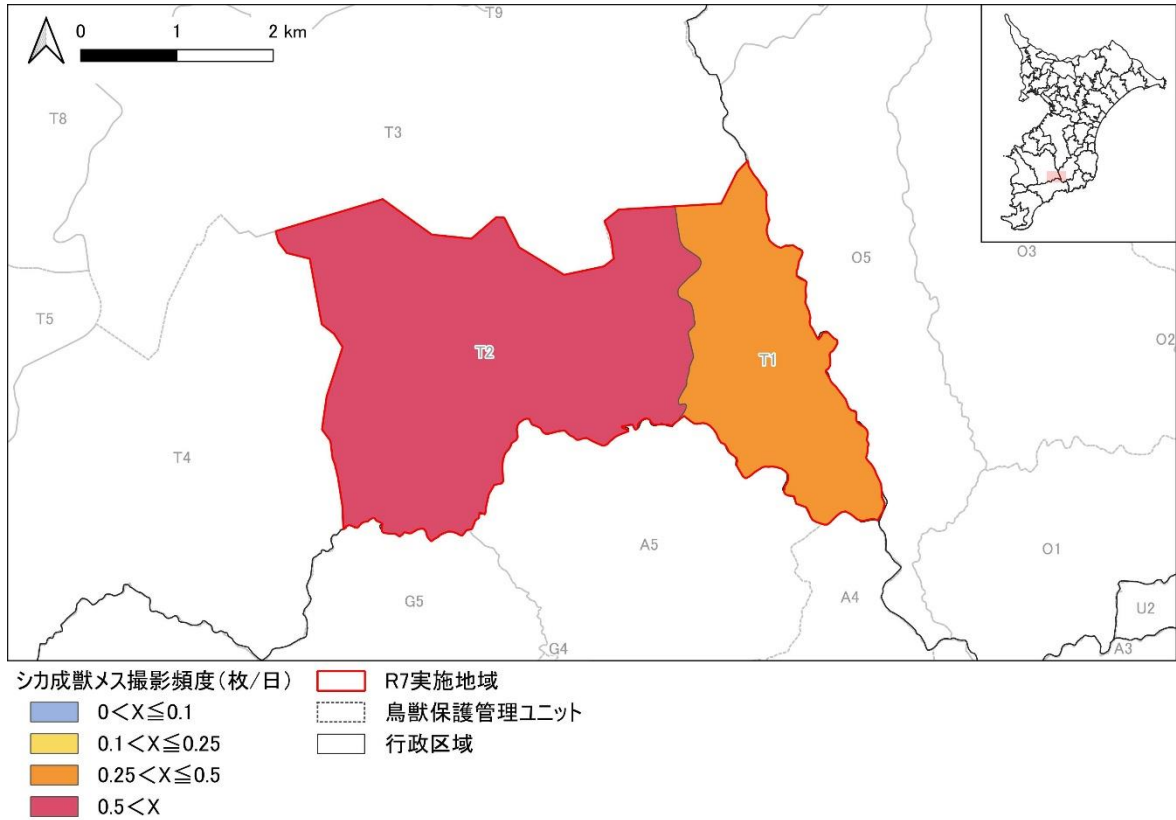 T9
0 1 2 km
T8
T3
O5
O3
T5
O2
T2
T1
T4
A5
O1
G5
A4
U2
G4
A3
シカ成獣メス撮影頻度(枚/日)
0<X≦0.1
0.1<X≦0.25
0.25<X≦0.5
0.5<X
R7実施地域
鳥獣保護管理ユニット
行政区域